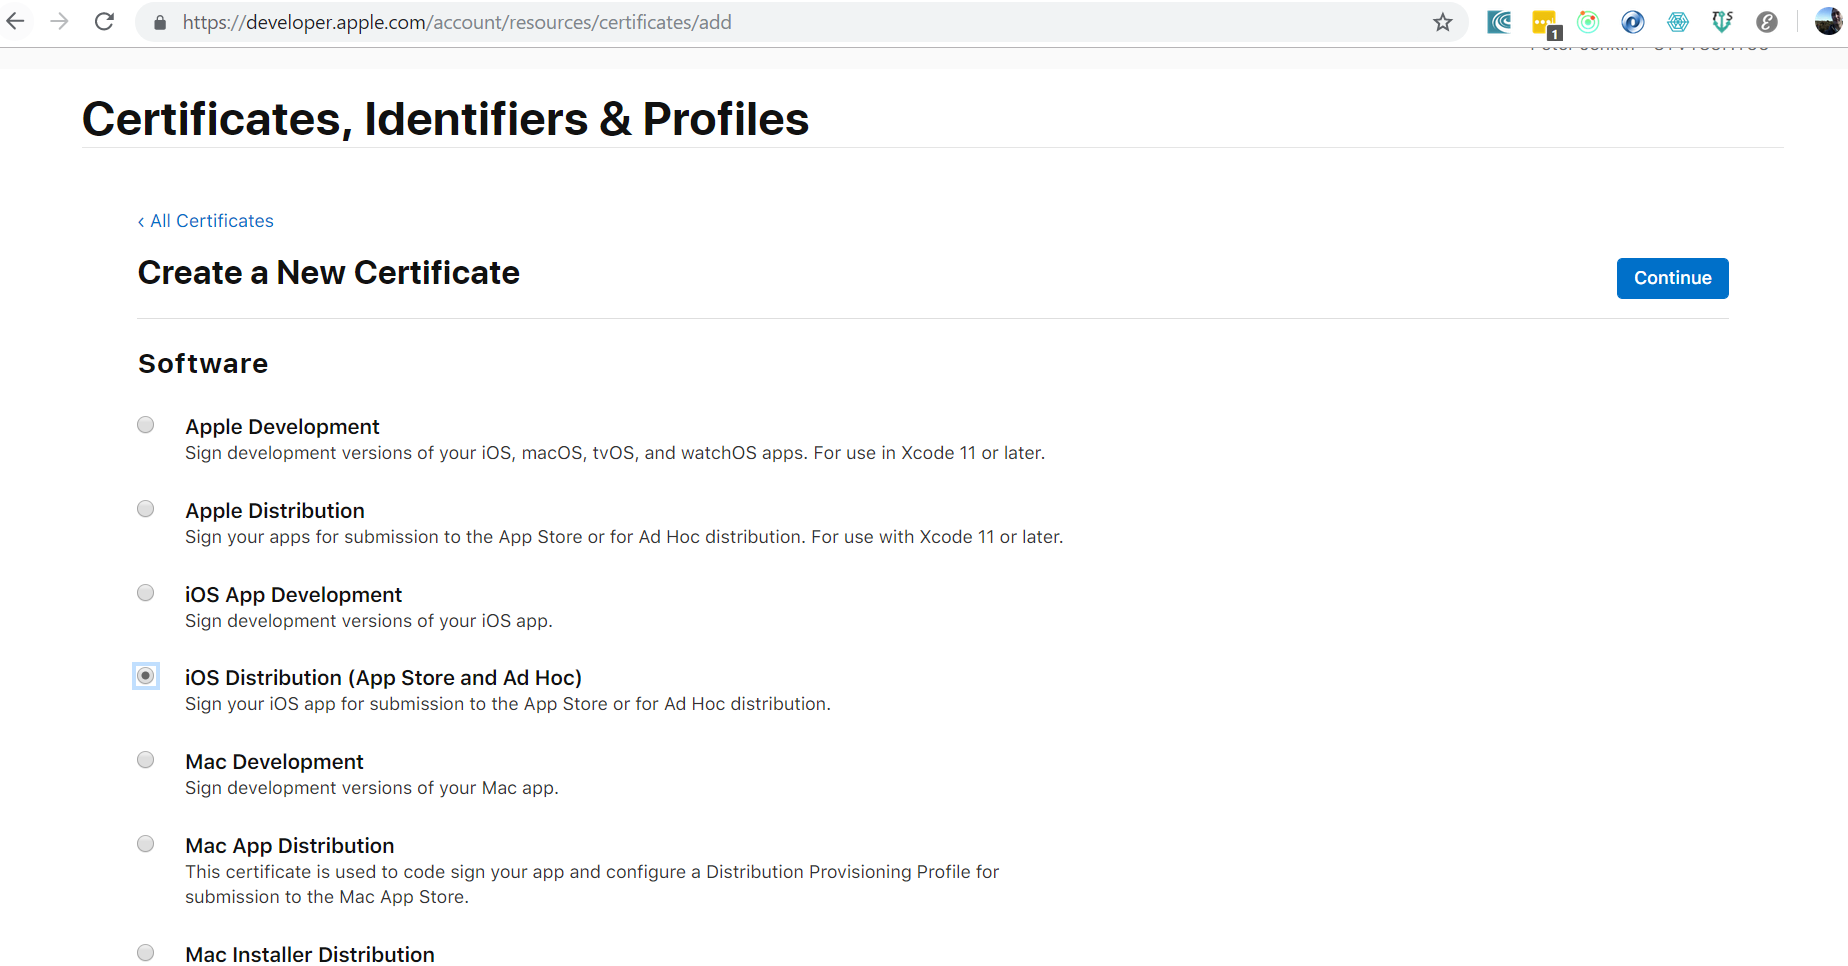 https://developer.apple.com/account/resources/certificates/add
1
Certificates, Identifiers & Profiles
‹ All Certificates
Create a New Certificate
Continue
Software
Apple Development
Sign development versions of your iOS, macOS, tvOS, and watchOS apps. For use in Xcode 11 or later.
Apple Distribution
Sign your apps for submission to the App Store or for Ad Hoc distribution. For use with Xcode 11 or later.
iOS App Development
Sign development versions of your iOS app.
iOS Distribution (App Store and Ad Hoc)
Sign your iOS app for submission to the App Store or for Ad Hoc distribution.
Mac Development
Sign development versions of your Mac app.
Mac App Distribution
This certificate is used to code sign your app and configure a Distribution Provisioning Profile for
submission to the Mac App Store.
Mac Installer Distribution